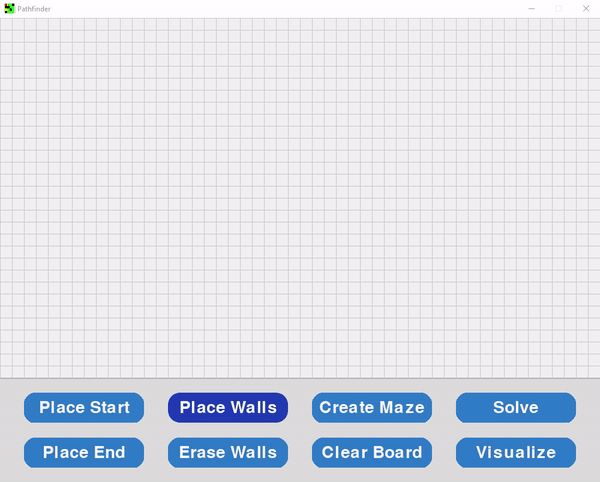 Pathfinder
Place Start Place Walls Create Maze Solve
Place End Erase Walls Clear Board Visualize